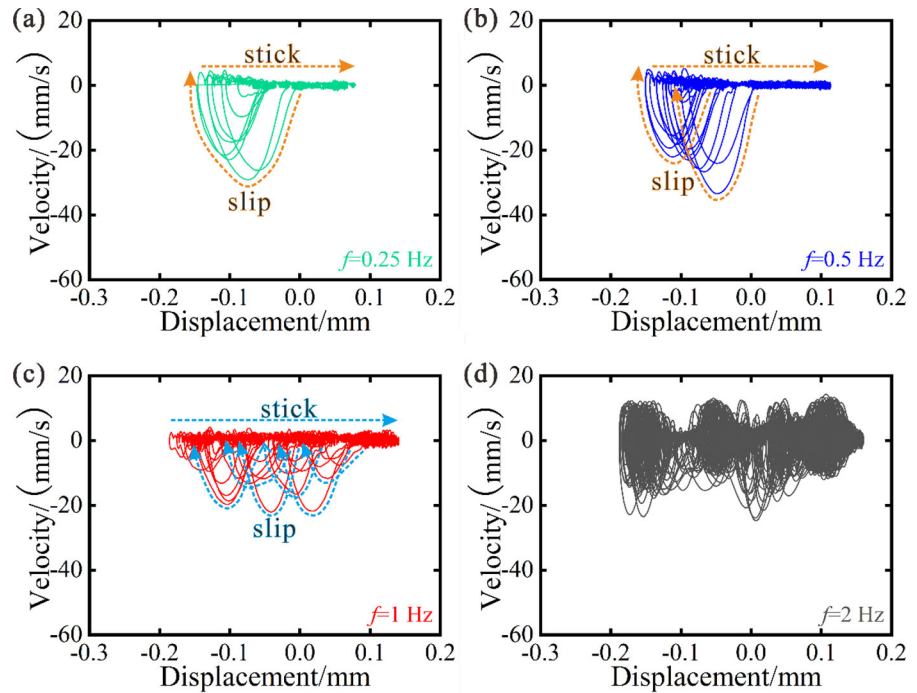 (a)
20
0
-20
-40
-60
Velocity/(mm/s)
stick
slip
f=0.25 Hz
-0.3 -0.2 -0.1 0.0 0.1 0.2
Displacement/mm
(b)
20
0
-20
-40
-60
Velocity/(mm/s)
stick
slip
f=0.5 Hz
-0.3 -0.2 -0.1 0.0 0.1 0.2
Displacement/mm
(c)
20
0
-20
-40
-60
Velocity/(mm/s)
stick
slip
f=1 Hz
-0.3 -0.2 -0.1 0.0 0.1 0.2
Displacement/mm
(d)
20
0
-20
-40
-60
Velocity/(mm/s)
f=2 Hz
-0.3 -0.2 -0.1 0.0 0.1 0.2
Displacement/mm